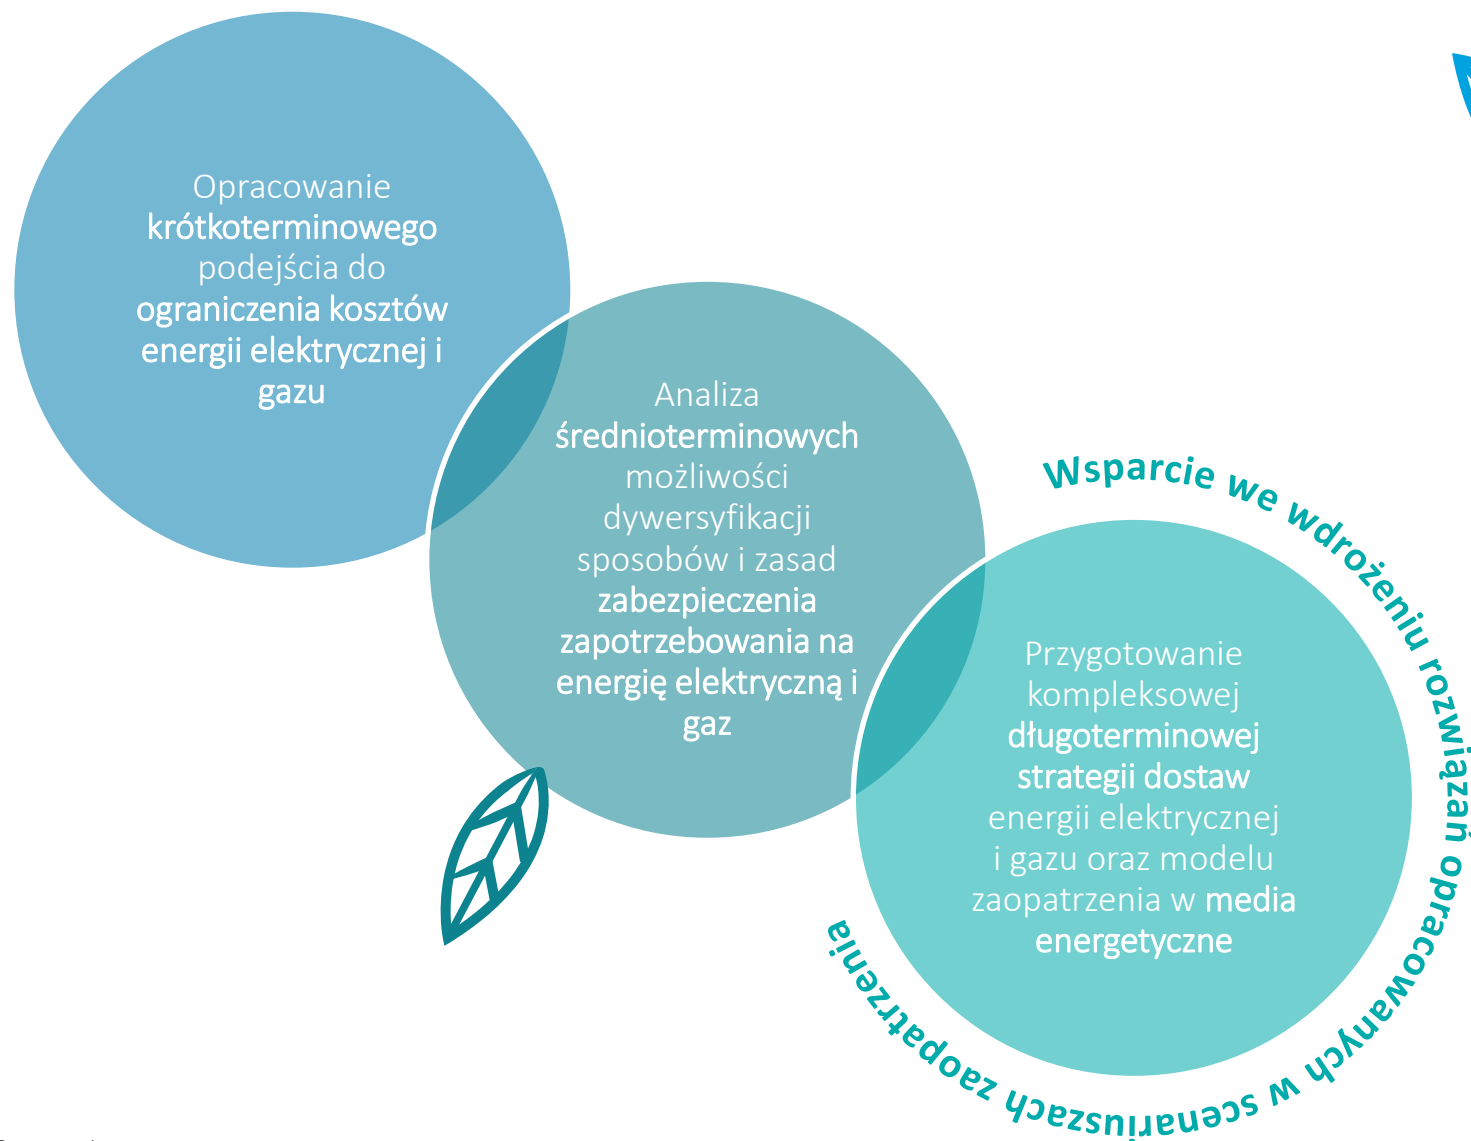 Opracowanie
krótkoterminowego
podejścia do
ograniczenia kosztów
energii elektrycznej i
gazu
Analiza
średnioterminowych
możliwości
dywersyfikacji
sposobów i zasad
zabezpieczenia
zapotrzebowania na
energię elektryczną i
gaz
Przygotowanie
kompleksowej
długoterminowej
strategii dostaw
energii elektrycznej
i gazu oraz modelu
zaopatrzenia w media
energetyczne
Wsparcie we wdrożeniu rozwiązań opracowanych w scenariuszach zaopatrzenia